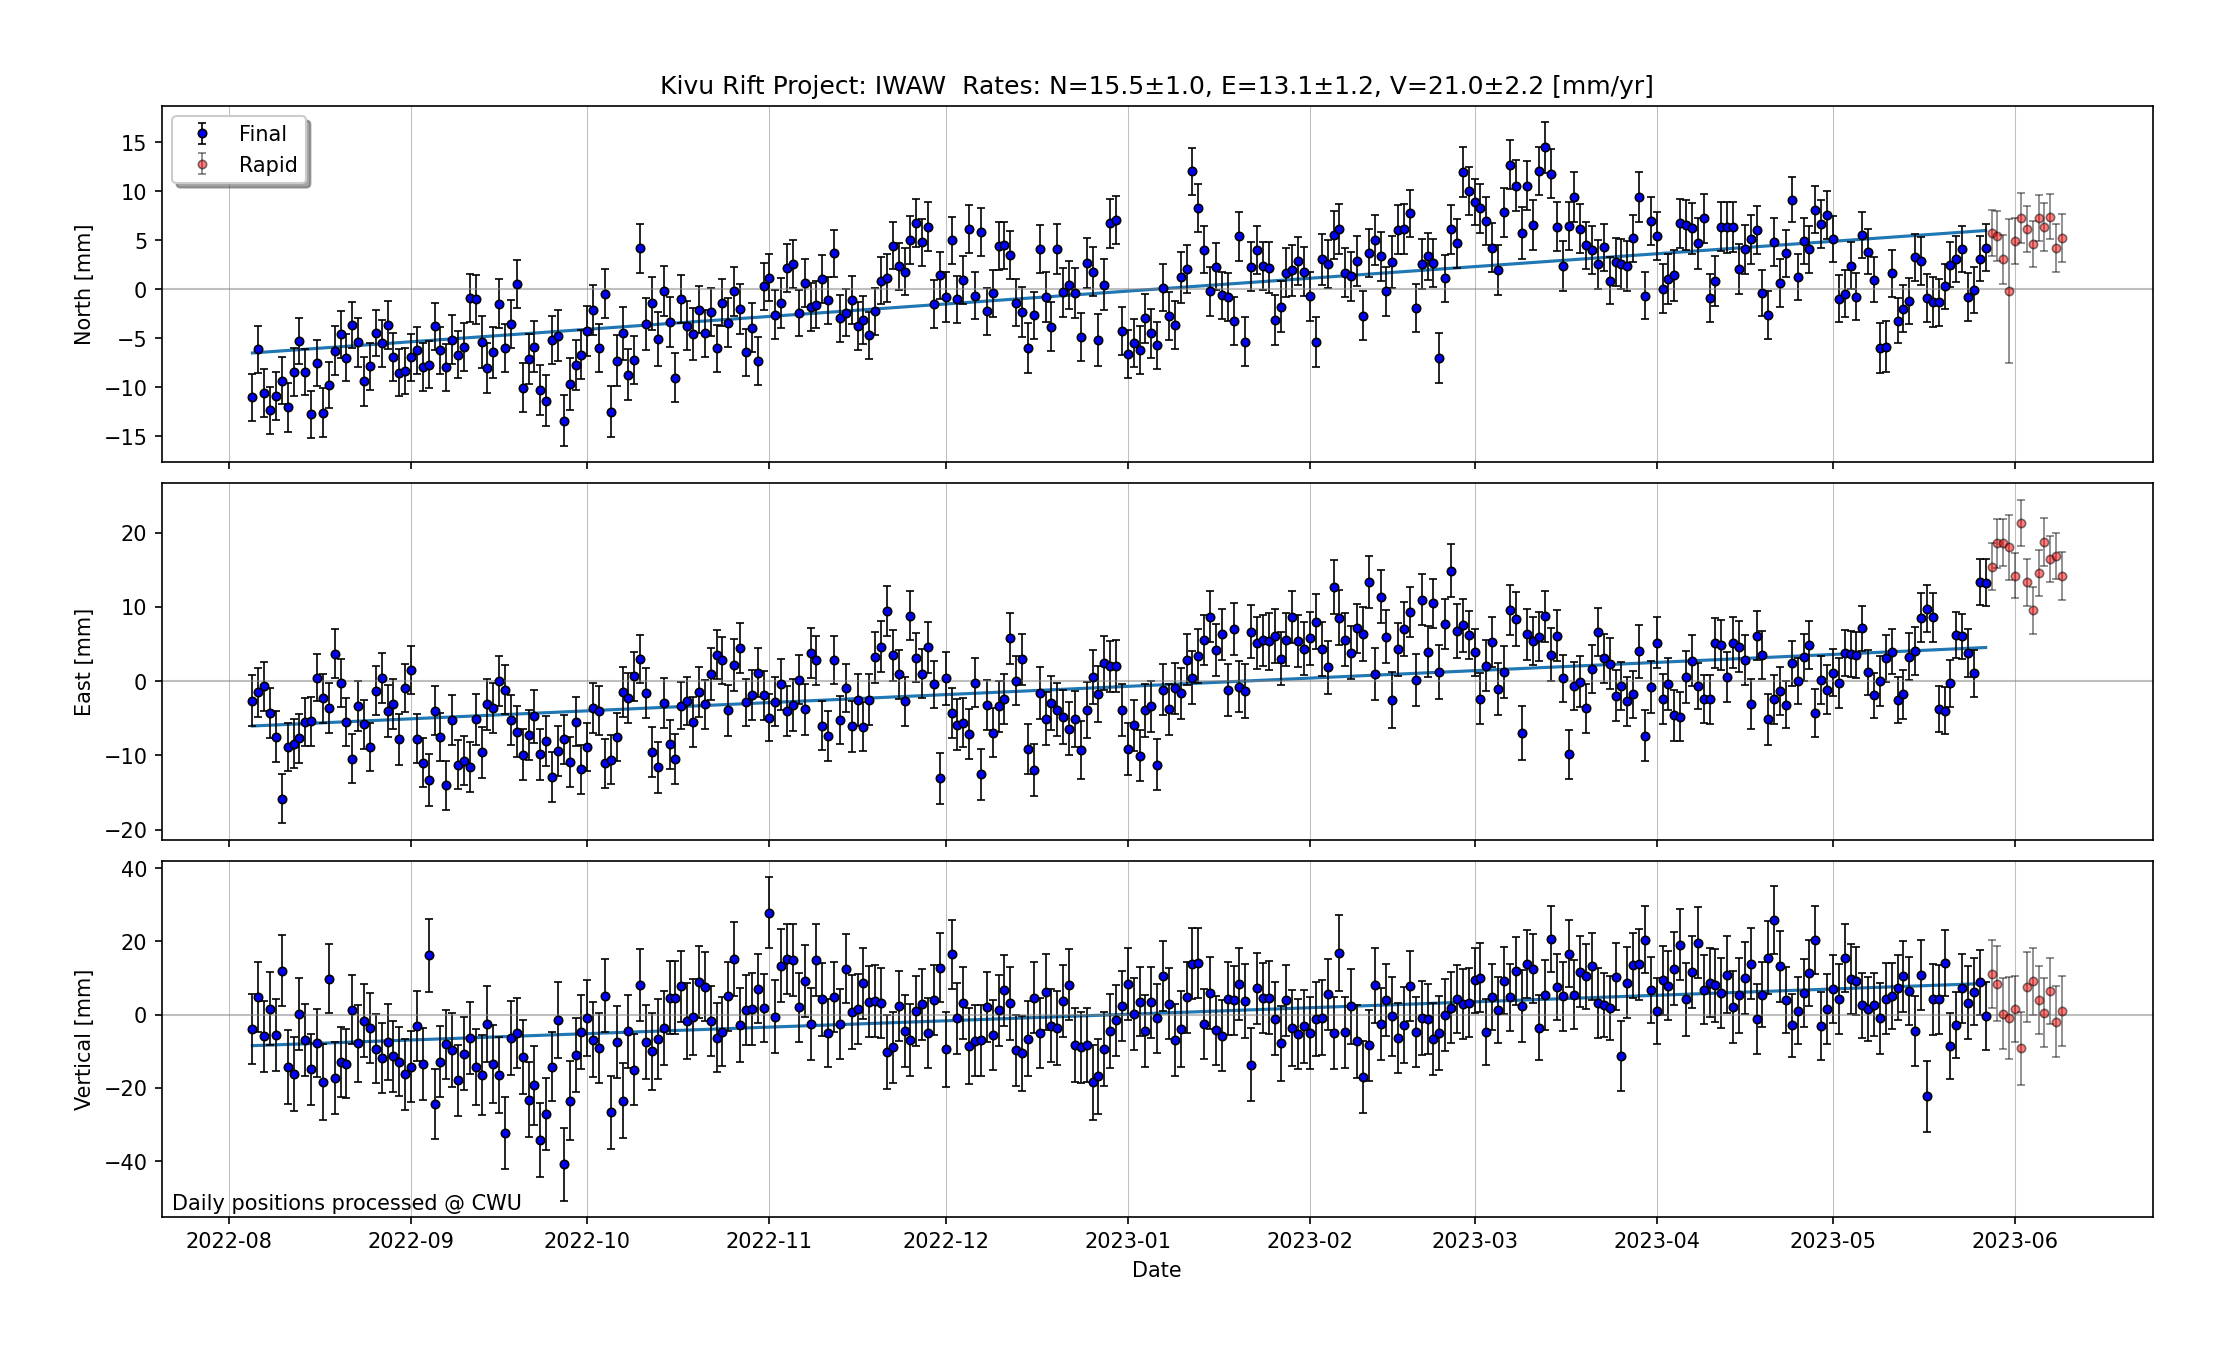 Kivu Rift Project: IWAW  Rates: N=15.5±1.0, E=13.1±1.2, V=21.0±2.2 [mm/yr]
Final
Rapid
North [mm]
15
10
5
0
−5
−10
−15
East [mm]
20
10
0
−10
−20
Vertical [mm]
40
20
0
−20
−40
Daily positions processed @ CWU
2022-08 2022-09 2022-10 2022-11 2022-12 2023-01 2023-02 2023-03 2023-04 2023-05 2023-06
Date